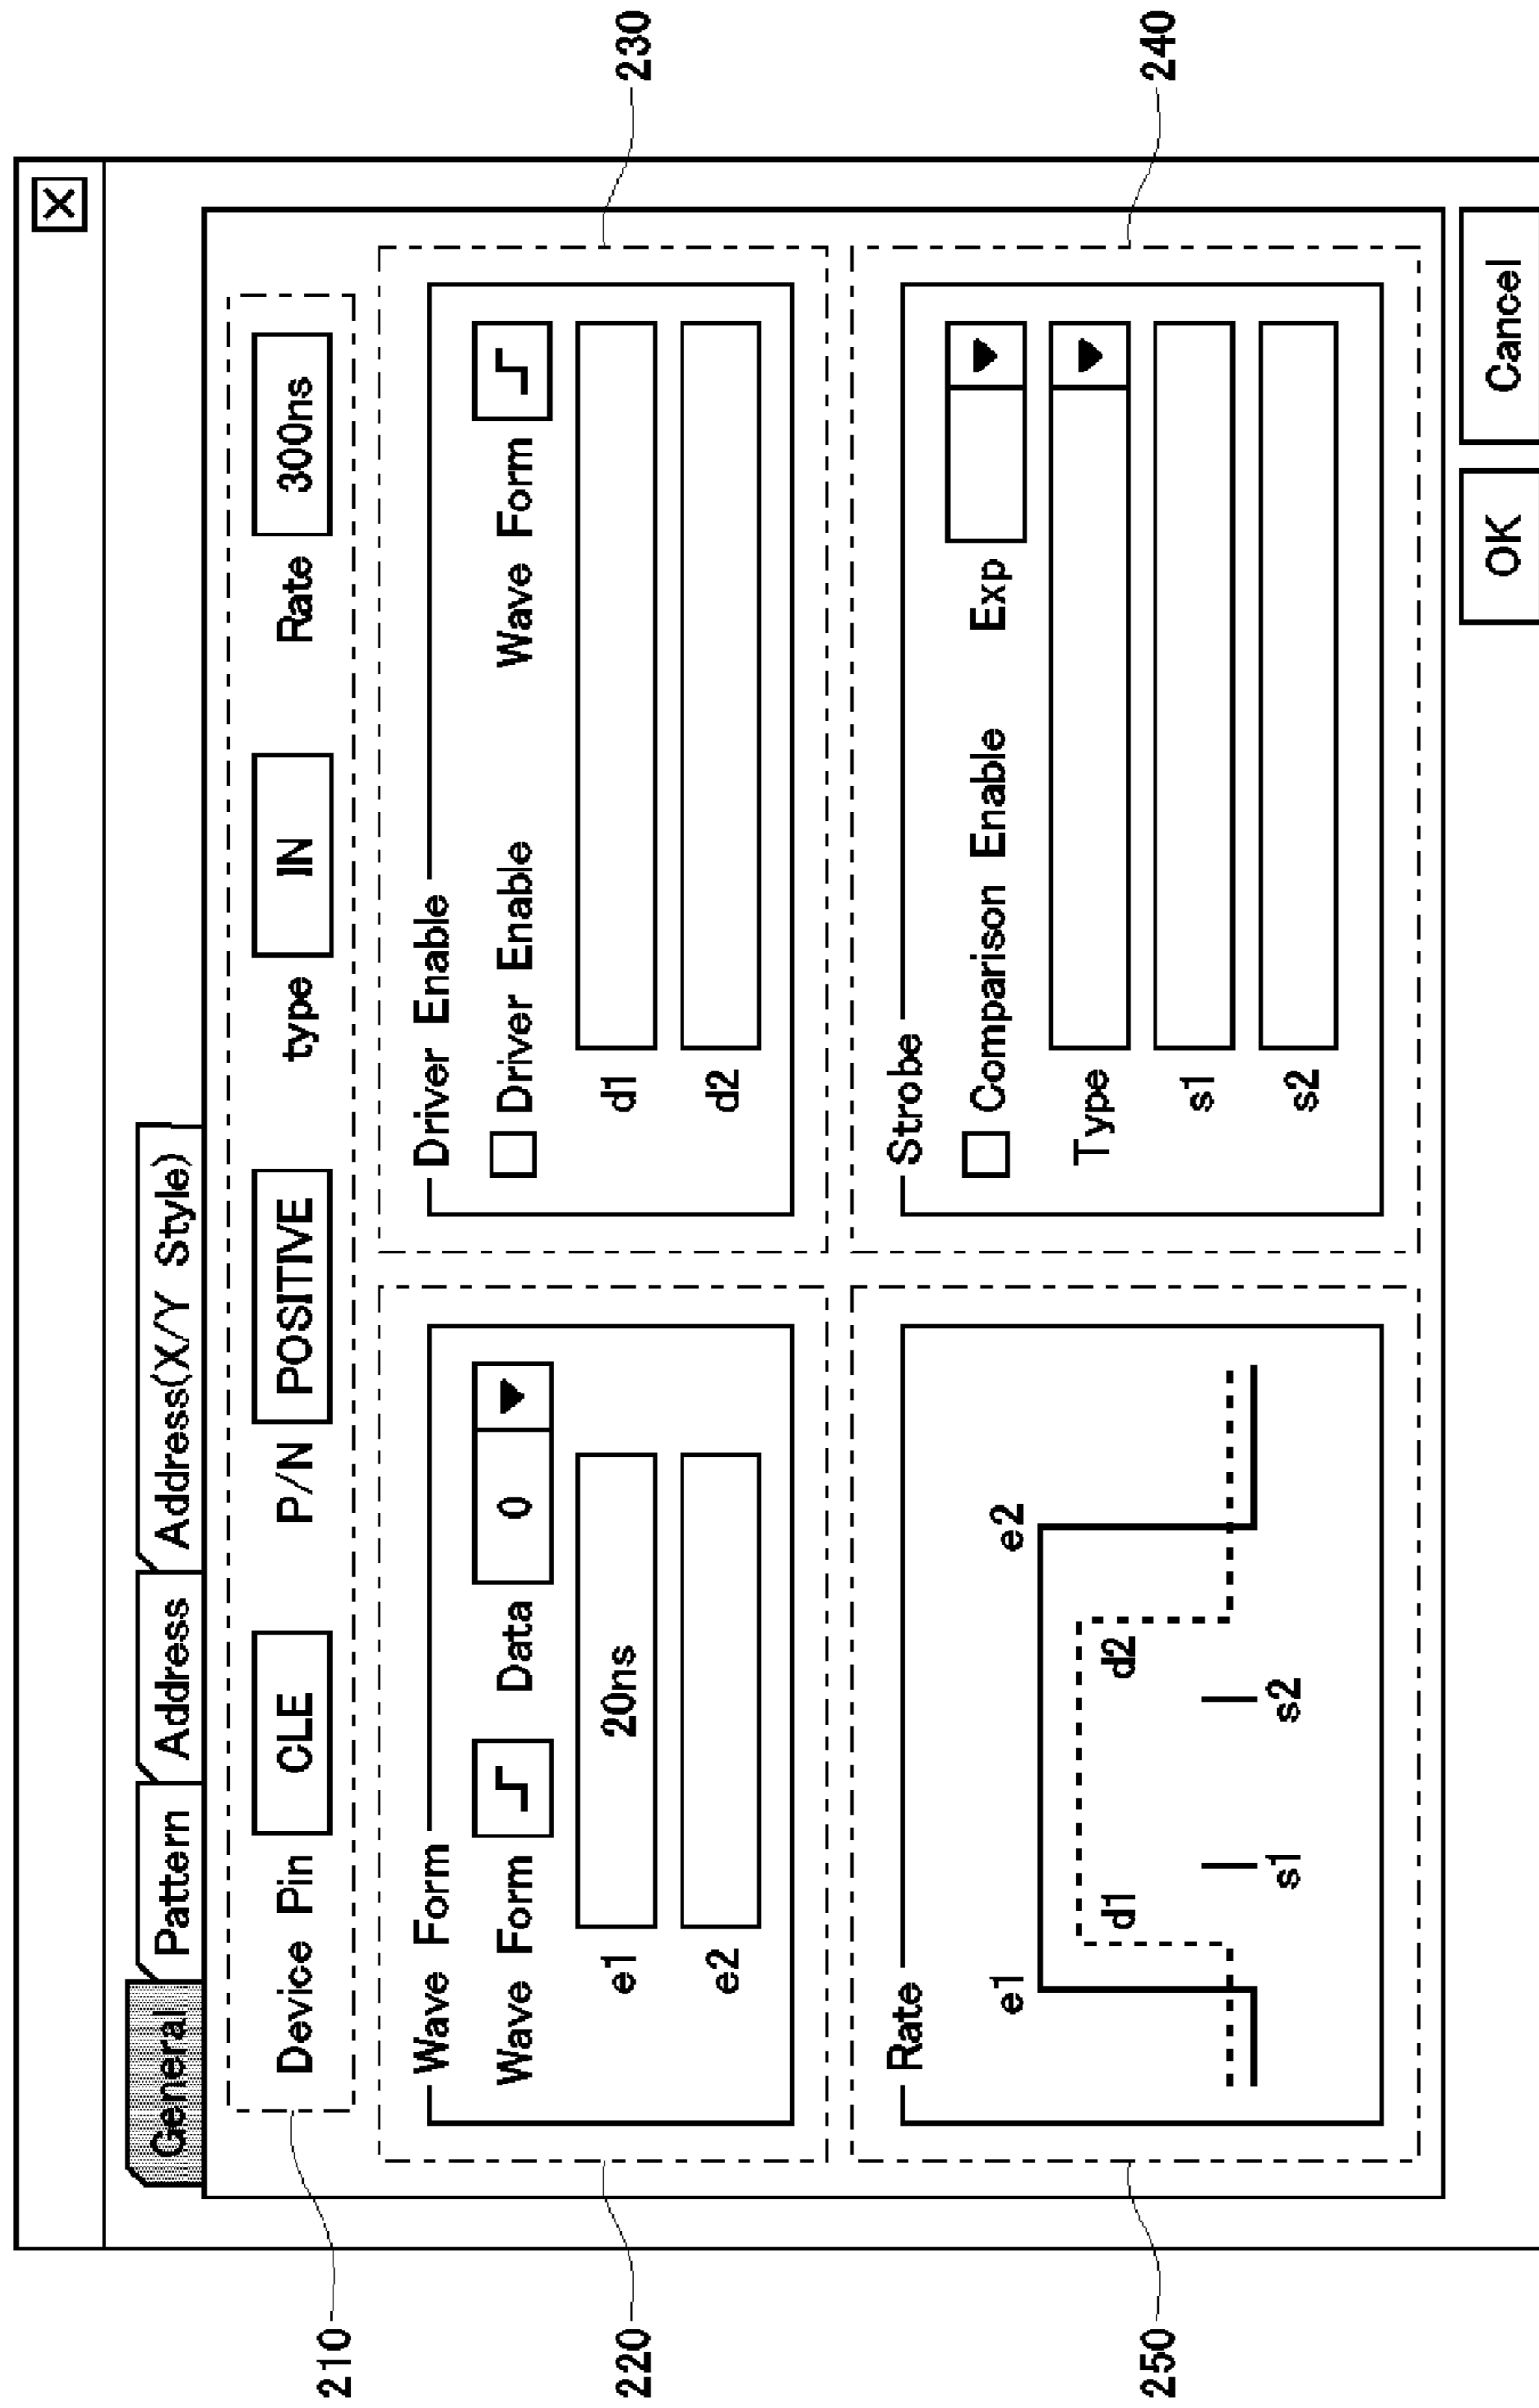 General Pattern Address Address(X/Y Style)
210
Device Pin CLE P/N POSITIVE type IN Rate 300ns
220
Wave Form
Wave Form Data 0
e1 20ns
e2
230
Driver Enable
Driver Enable Wave Form
d1
d2
250
Rate
e1 e2
d1 d2
s1 s2
240
Strobe
Comparison Enable Exp
Type
s1
s2
OK Cancel